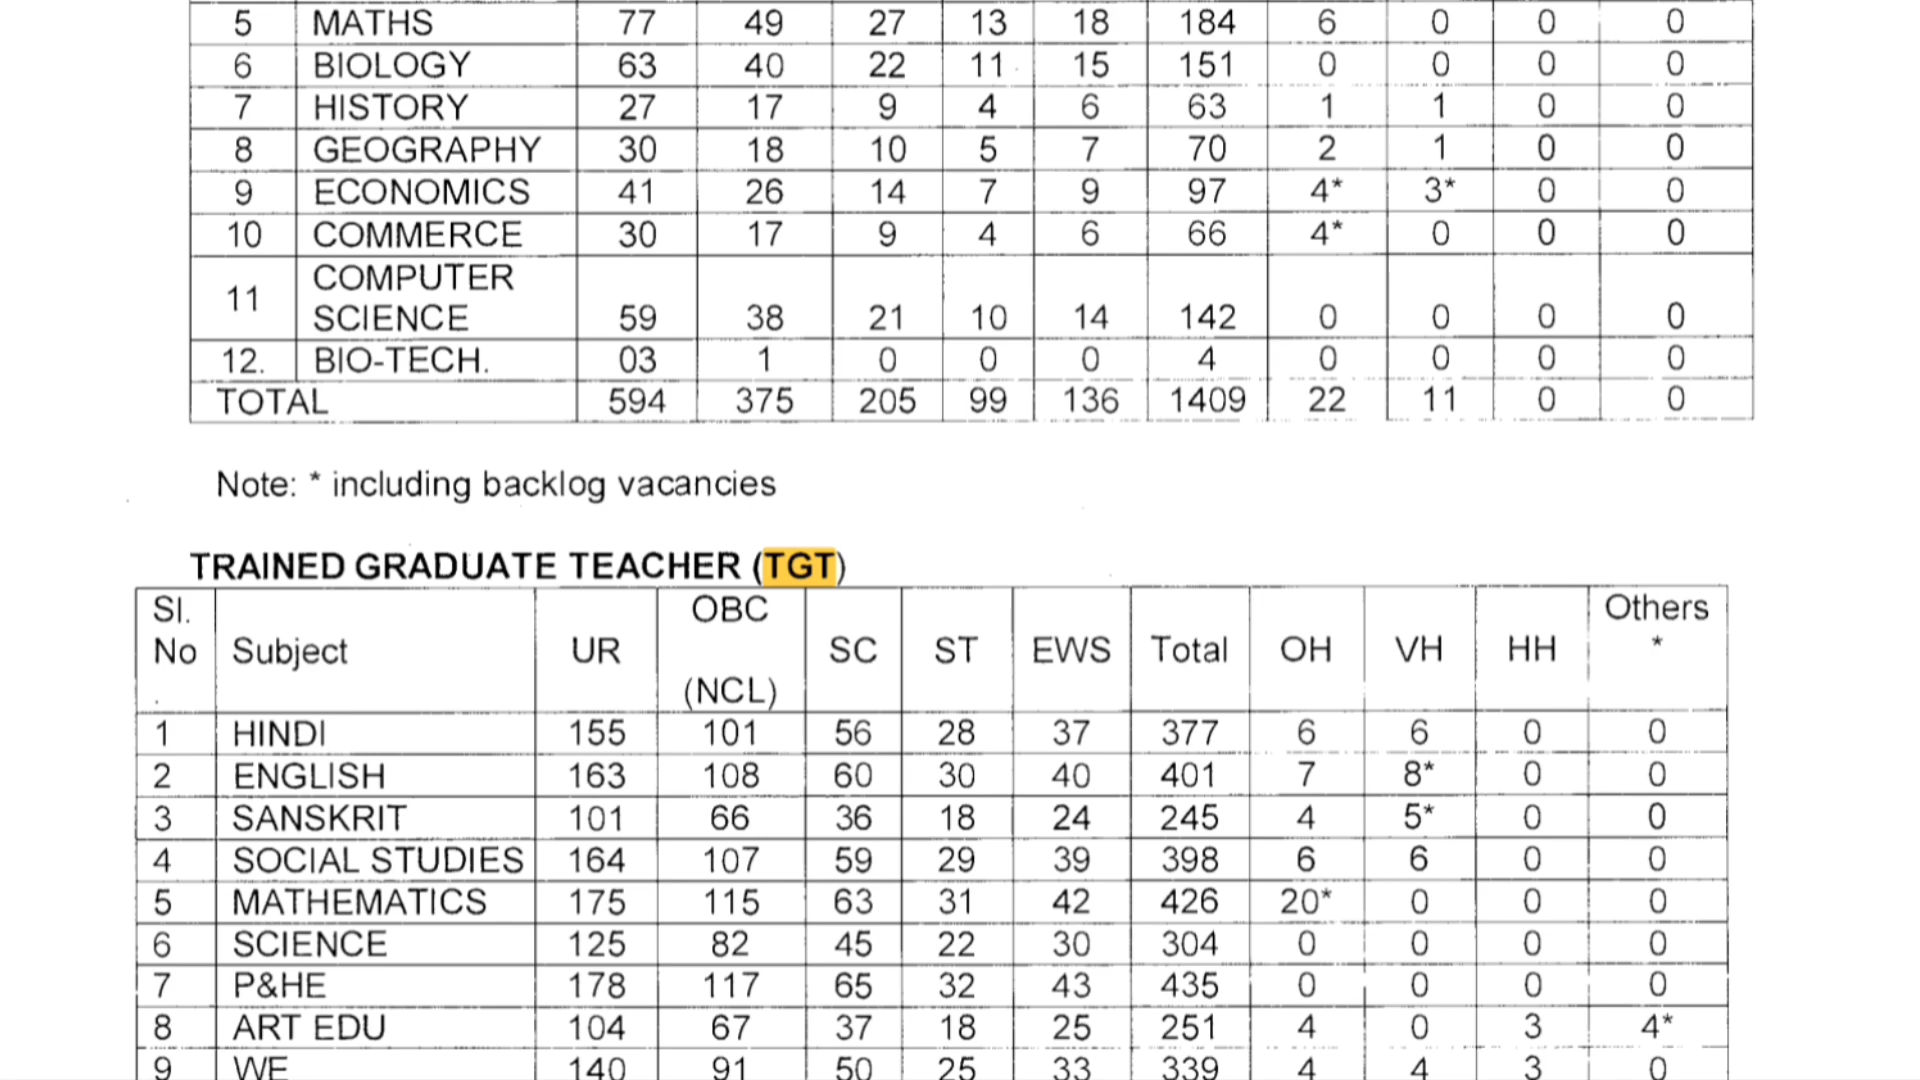 5 MATHS 77 49 27 13 18 184 6 0 0 0
6 BIOLOGY 63 40 22 11 15 151 0 0 0 0
7 HISTORY 27 17 9 4 6 63 1 1 0 0
8 GEOGRAPHY 30 18 10 5 7 70 2 1 0 0
9 ECONOMICS 41 26 14 7 9 97 4* 3* 0 0
10 COMMERCE 30 17 9 4 6 66 4* 0 0 0
11 COMPUTER
SCIENCE 59 38 21 10 14 142 0 0 0 0
12. BIO-TECH. 03 1 0 0 0 4 0 0 0 0
TOTAL 594 375 205 99 136 1409 22 11 0 0
Note: * including backlog vacancies
TRAINED GRADUATE TEACHER (TGT)
Sl. No . Subject UR OBC (NCL) SC ST EWS Total OH VH HH Others *
1 HINDI 155 101 56 28 37 377 6 6 0 0
2 ENGLISH 163 108 60 30 40 401 7 8* 0 0
3 SANSKRIT 101 66 36 18 24 245 4 5* 0 0
4 SOCIAL STUDIES 164 107 59 29 39 398 6 6 0 0
5 MATHEMATICS 175 115 63 31 42 426 20* 0 0 0
6 SCIENCE 125 82 45 22 30 304 0 0 0 0
7 P&HE 178 117 65 32 43 435 0 0 0 0
8 ART EDU 104 67 37 18 25 251 4 0 3 4*
9 WE 140 91 50 25 33 339 4 4 3 0